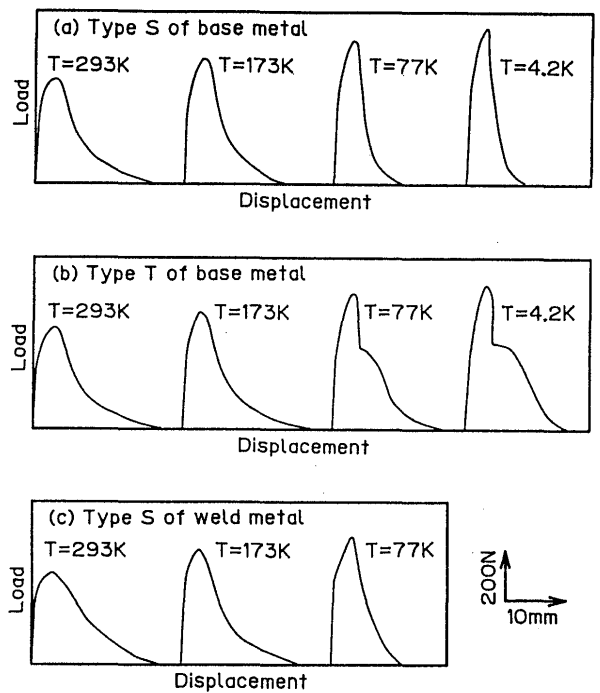 (a) Type S of base metal
T=293K T=173K T=77K T=4.2K
Load
Displacement
(b) Type T of base metal
T=293K T=173K T=77K T=4.2K
Load
Displacement
(c) Type S of weld metal
T=293K T=173K T=77K
Load
200N
10mm
Displacement